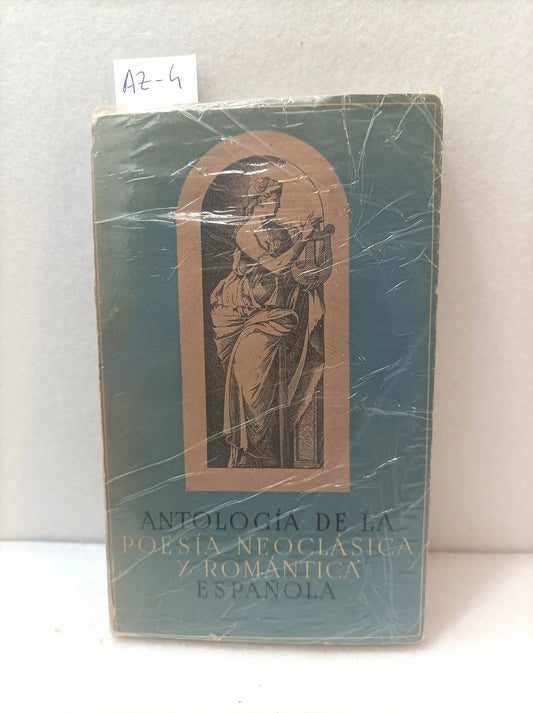 AZ-4
ANTOLOGÍA DE LA
POESÍA NEOCLÁSICA
Y ROMÁNTICA
ESPAÑOLA